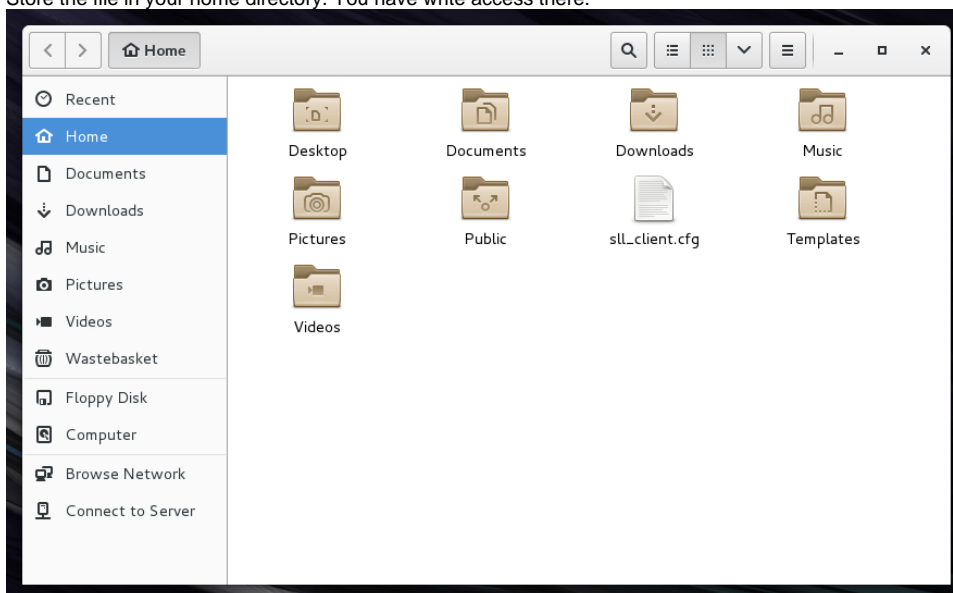 Store the file in your home directory. You have write access there.
Home
Recent
Home
Documents
Downloads
Music
Pictures
Videos
Wastebasket
Floppy Disk
Computer
Browse Network
Connect to Server
Desktop Documents Downloads Music
Pictures Public sll_client.cfg Templates
Videos